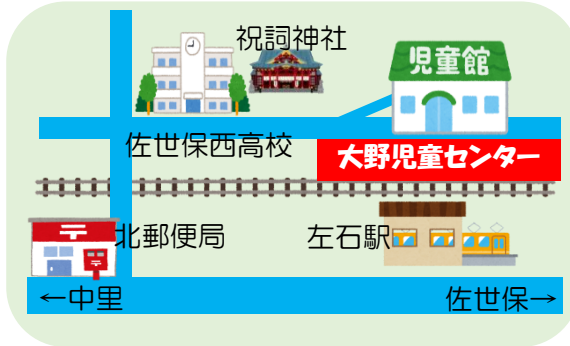 祝詞神社
児童館
佐世保西高校
大野児童センター
北郵便局
左石駅
←中里
佐世保→